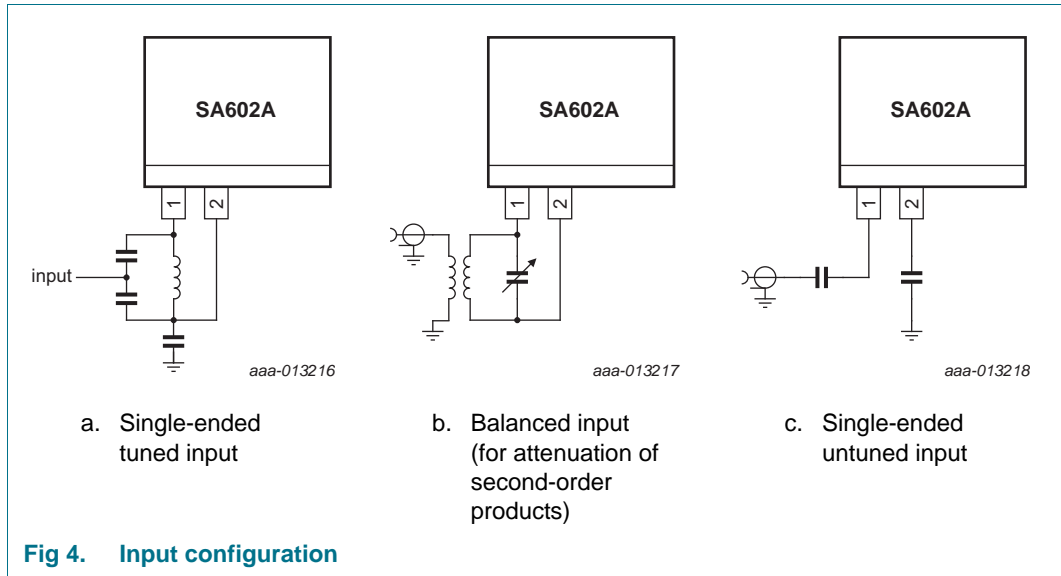 SA602A
1
2
input
aaa-013216
a. Single-ended
tuned input
SA602A
1
2
aaa-013217
b. Balanced input
(for attenuation of
second-order
products)
SA602A
1
2
aaa-013218
c. Single-ended
untuned input
Fig 4. Input configuration